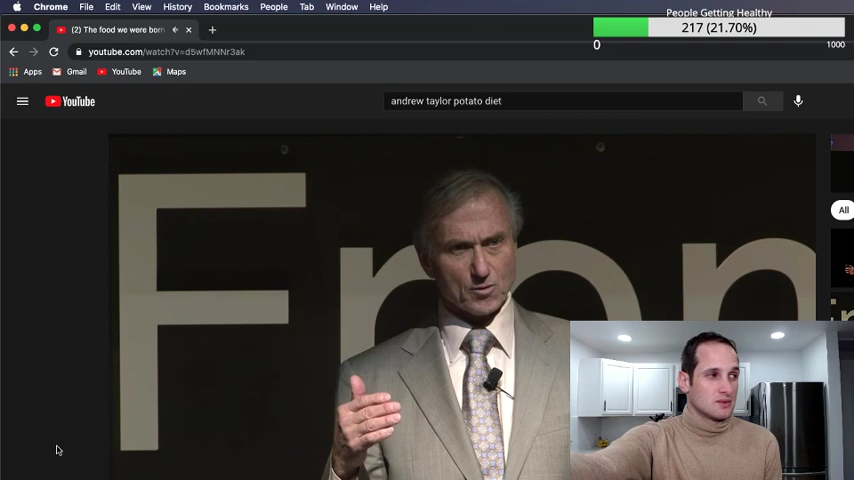 Chrome File Edit View History Bookmarks People Tab Window Help
People Getting Healthy
217 (21.70%)
0 1000
(2) The food we were born
youtube.com/watch?v=d5wfMNNr3ak
Apps Gmail YouTube Maps
YouTube
andrew taylor potato diet
All
From